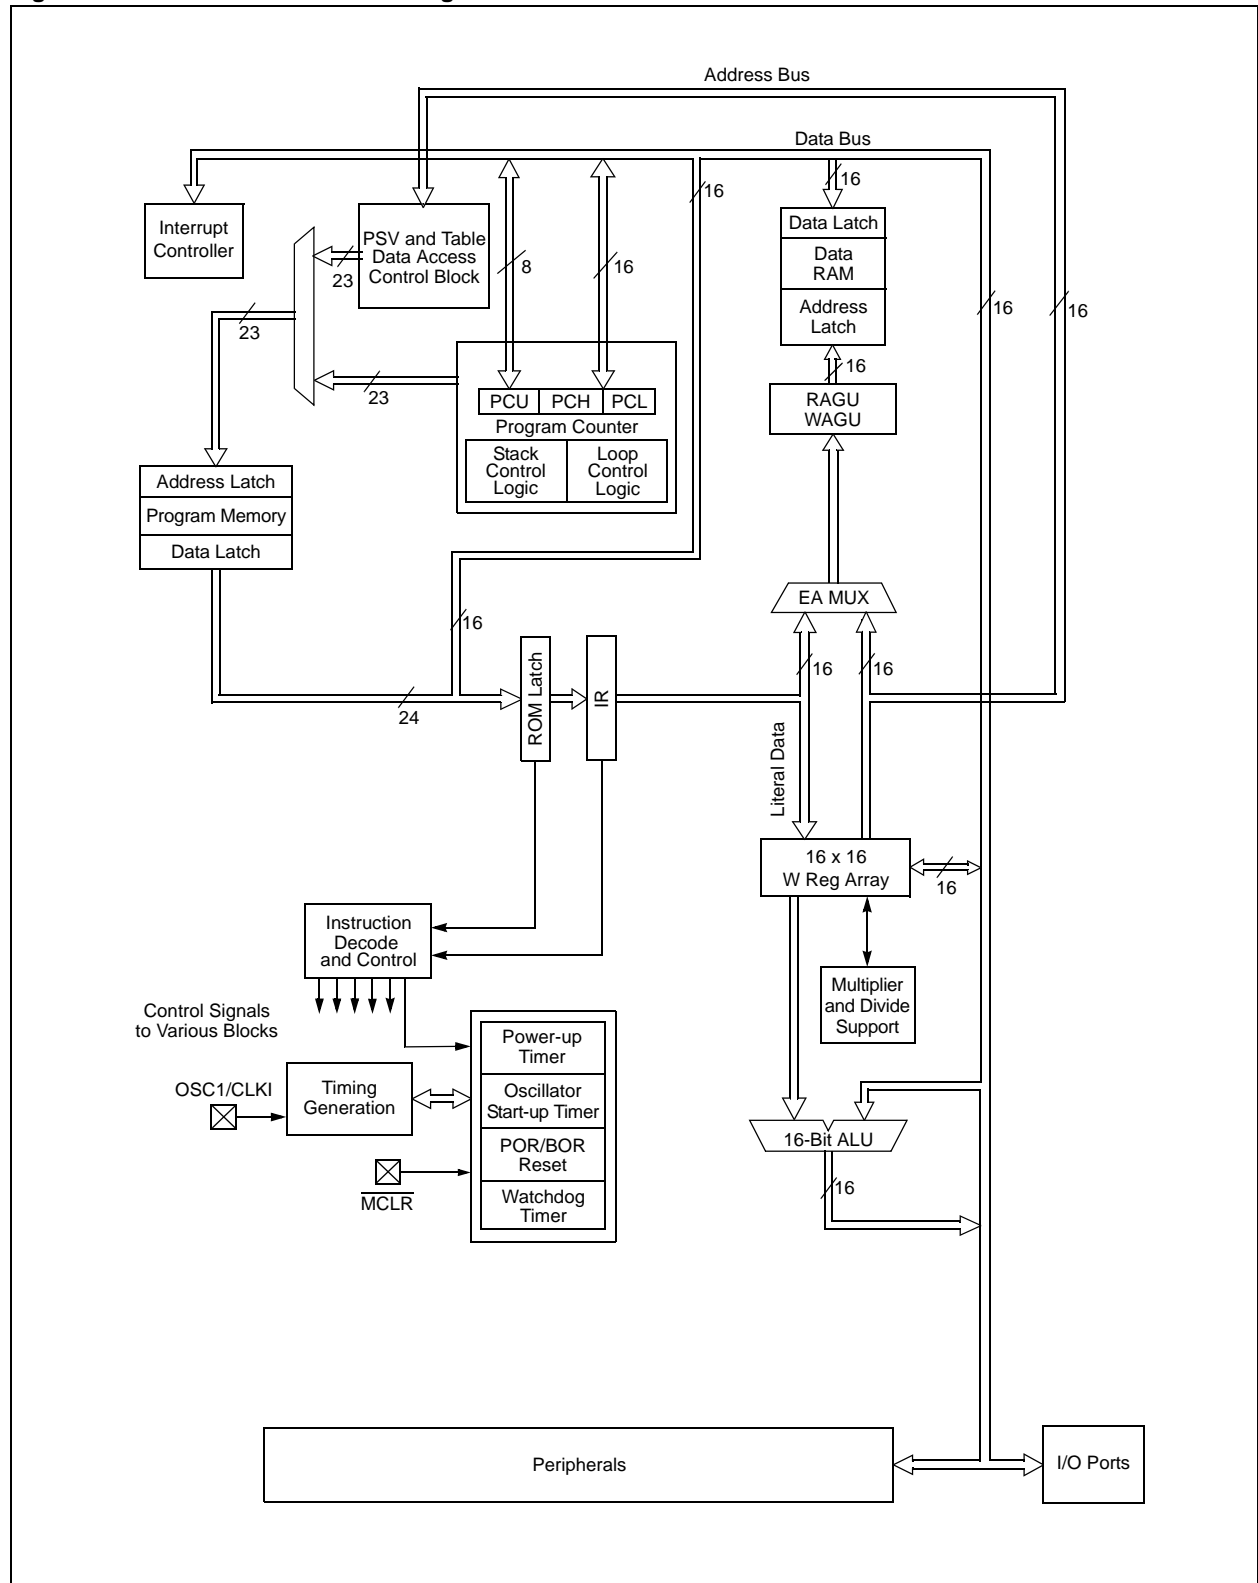 Address Bus
Data Bus
16
16
Interrupt
Controller
PSV and Table
Data Access
Control Block
23
8
16
Data Latch
Data
RAM
Address
Latch
16
16
23
16
23
RAGU
WAGU
PCU
PCH
PCL
Program Counter
Stack
Control
Logic
Loop
Control
Logic
Address Latch
Program Memory
Data Latch
EA MUX
16
16
16
24
ROM Latch
IR
Literal Data
16 x 16
W Reg Array
16
Instruction
Decode
and Control
Multiplier
and Divide
Support
Control Signals
to Various Blocks
Power-up
Timer
OSC1/CLKI
Timing
Generation
Oscillator
Start-up Timer
16-Bit ALU
POR/BOR
Reset
MCLR
16
Watchdog
Timer
Peripherals
I/O Ports